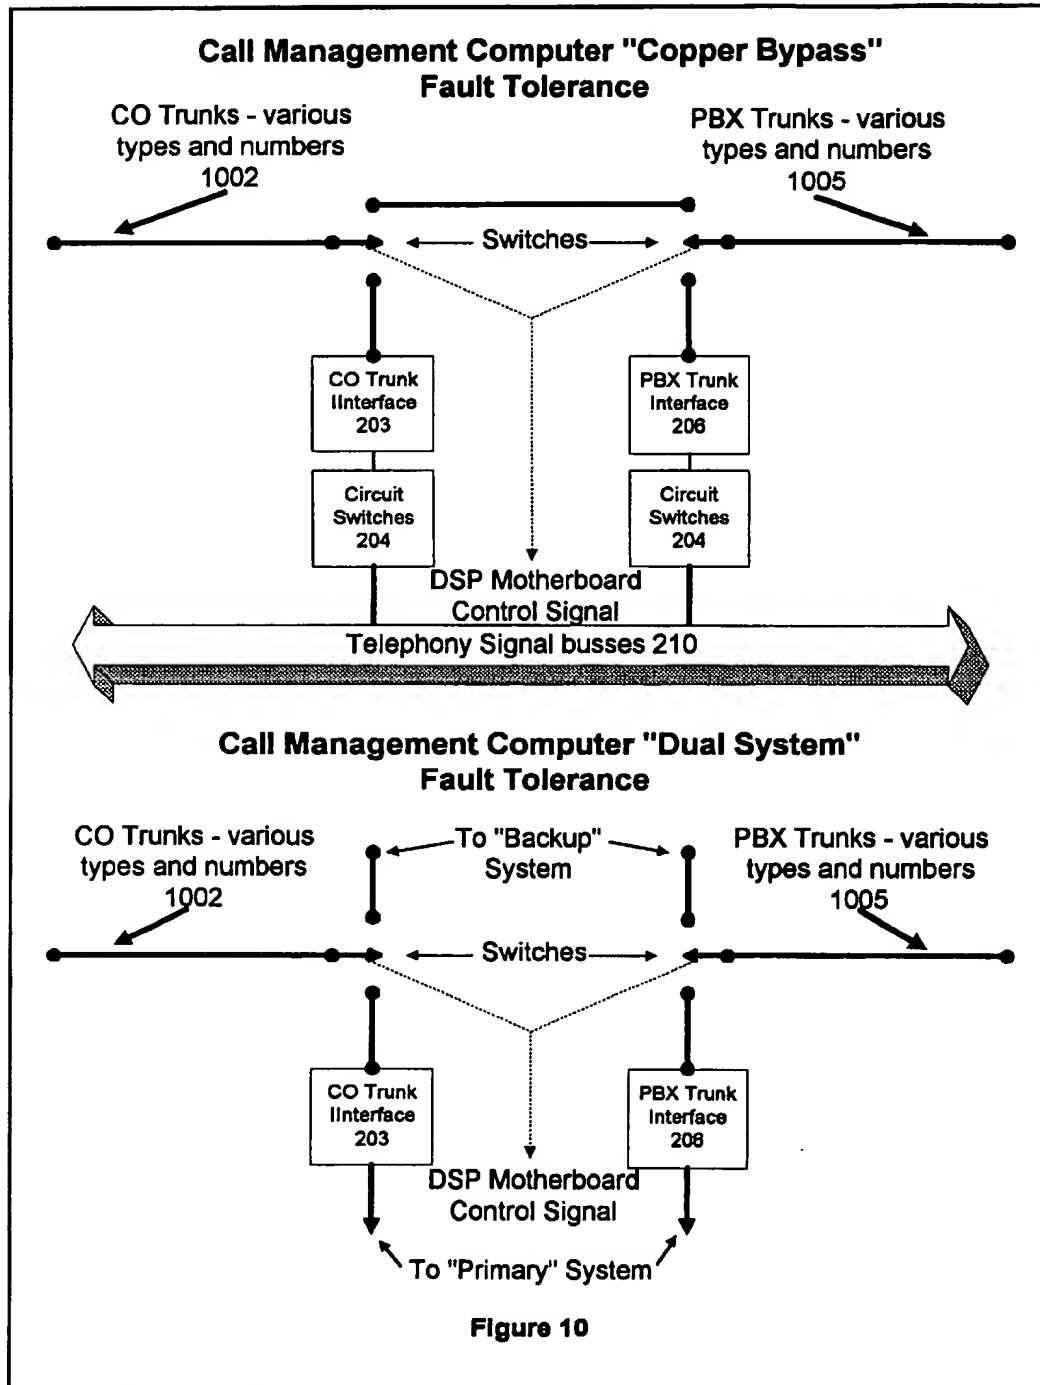 Call Management Computer "Copper Bypass"
Fault Tolerance
CO Trunks - various
types and numbers
1002
PBX Trunks - various
types and numbers
1005
Switches
CO Trunk
IInterface
203
PBX Trunk
Interface
206
Circuit
Switches
204
Circuit
Switches
204
DSP Motherboard
Control Signal
Telephony Signal busses 210
Call Management Computer "Dual System"
Fault Tolerance
CO Trunks - various
types and numbers
1002
To "Backup"
System
PBX Trunks - various
types and numbers
1005
Switches
CO Trunk
IInterface
203
PBX Trunk
Interface
206
DSP Motherboard
Control Signal
To "Primary" System
Figure 10